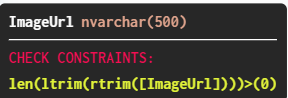 ImageUrl nvarchar(500)
CHECK CONSTRAINTS:
len(ltrim(rtrim([ImageUrl])))>(0)